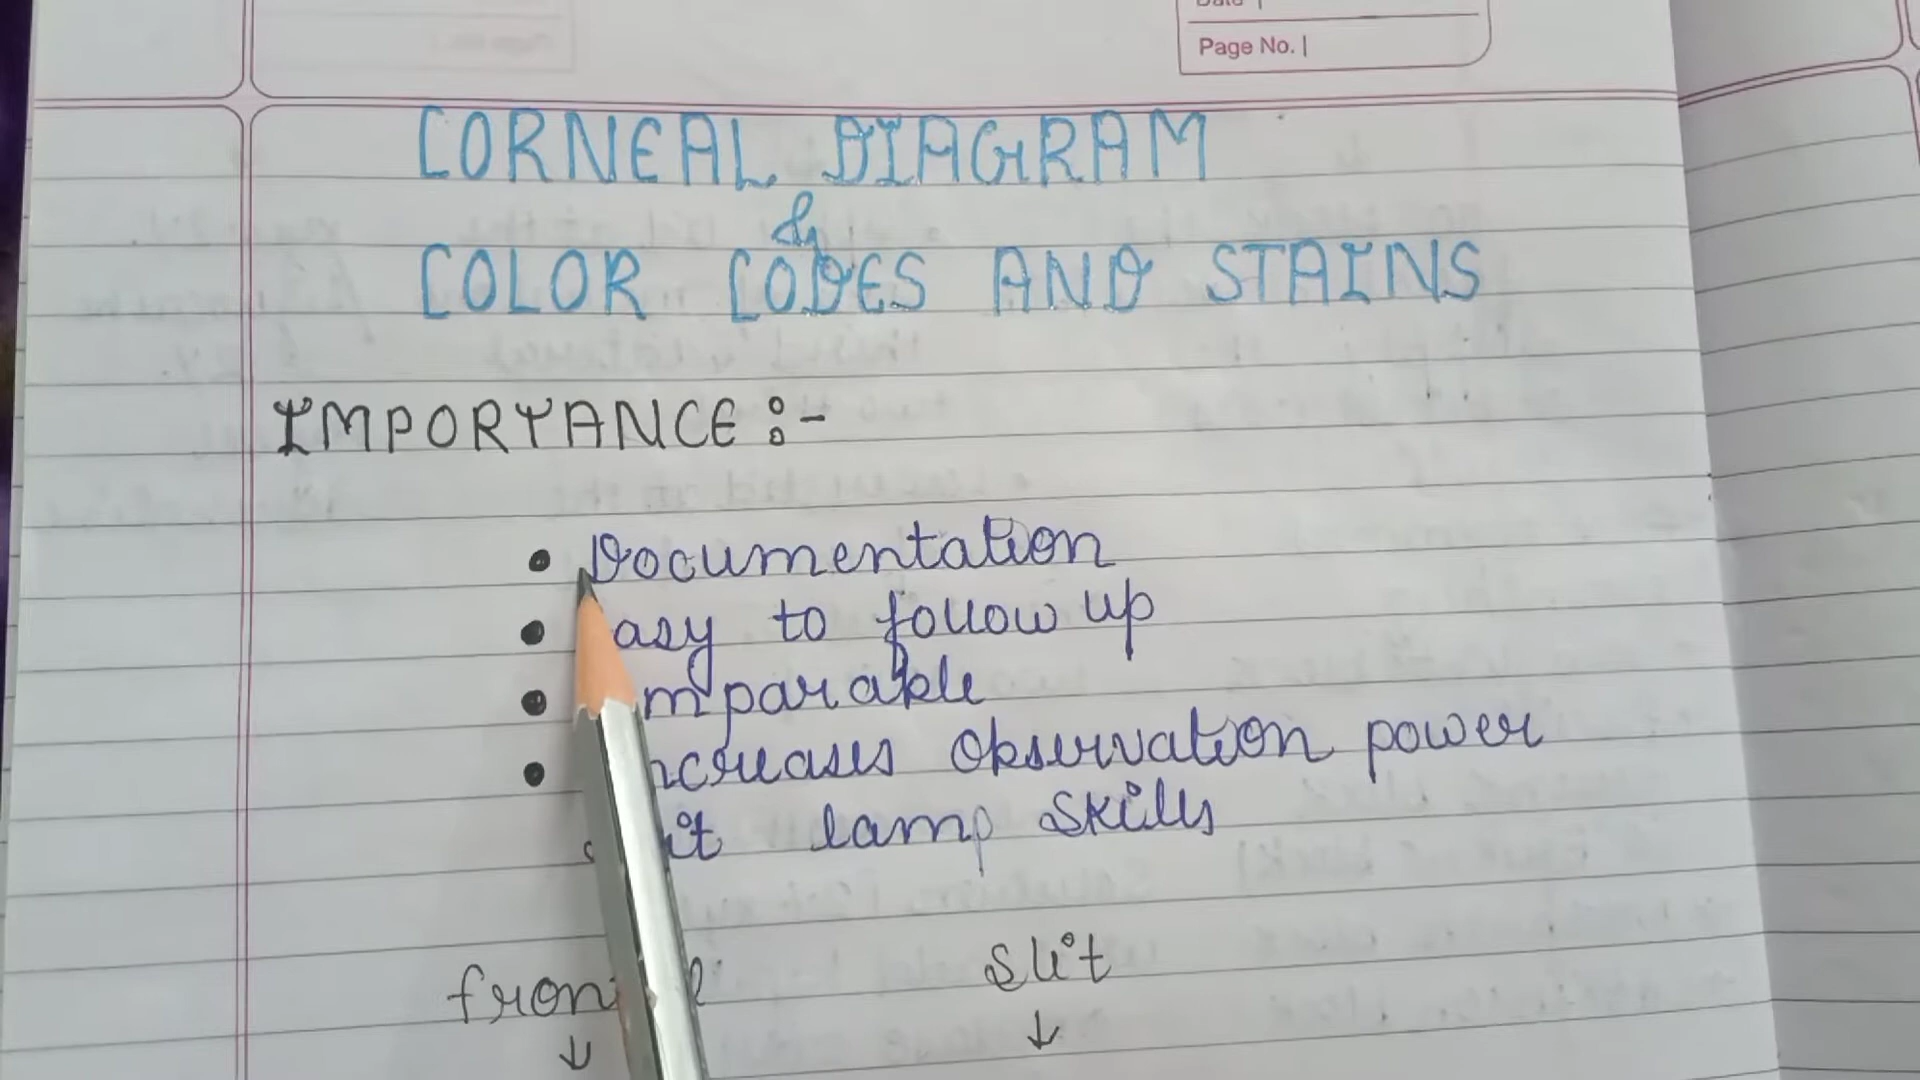 Page No.
CORNEAL DIAGRAM
&
COLOR CODES AND STAINS
IMPORTANCE :-
• Documentation
• asy to follow up
• mparable
• ncreases observation power
it lamp skills
slit
↓ ↓